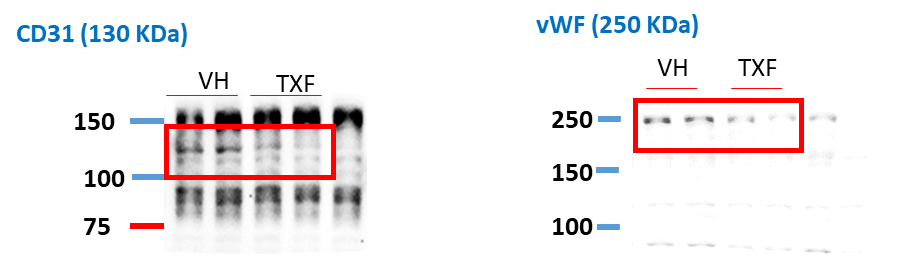 CD31 (130 KDa)
VH TXF
150
100
75
vWF (250 KDa)
VH TXF
250
150
100